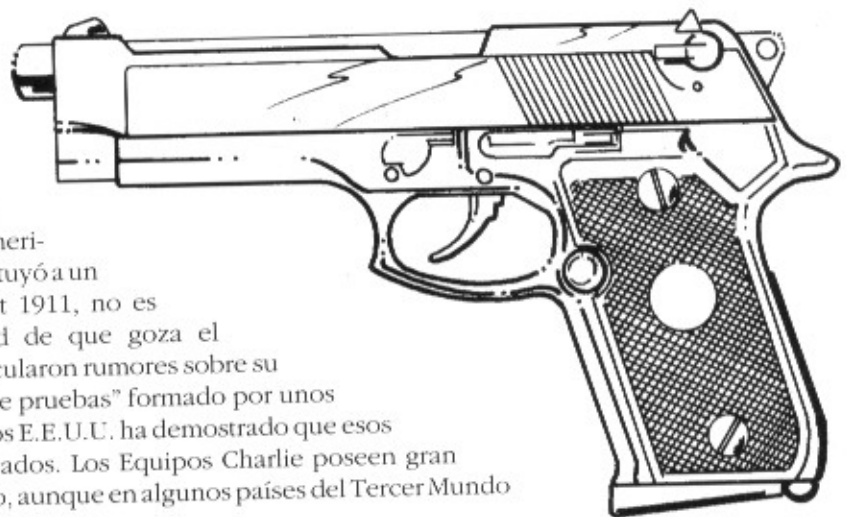 meri-
tuyó a un
t 1911, no es
d de que goza el
cularon rumores sobre su
e pruebas” formado por unos
os E.E.U.U. ha demostrado que esos
ados. Los Equipos Charlie poseen gran
o, aunque en algunos países del Tercer Mundo